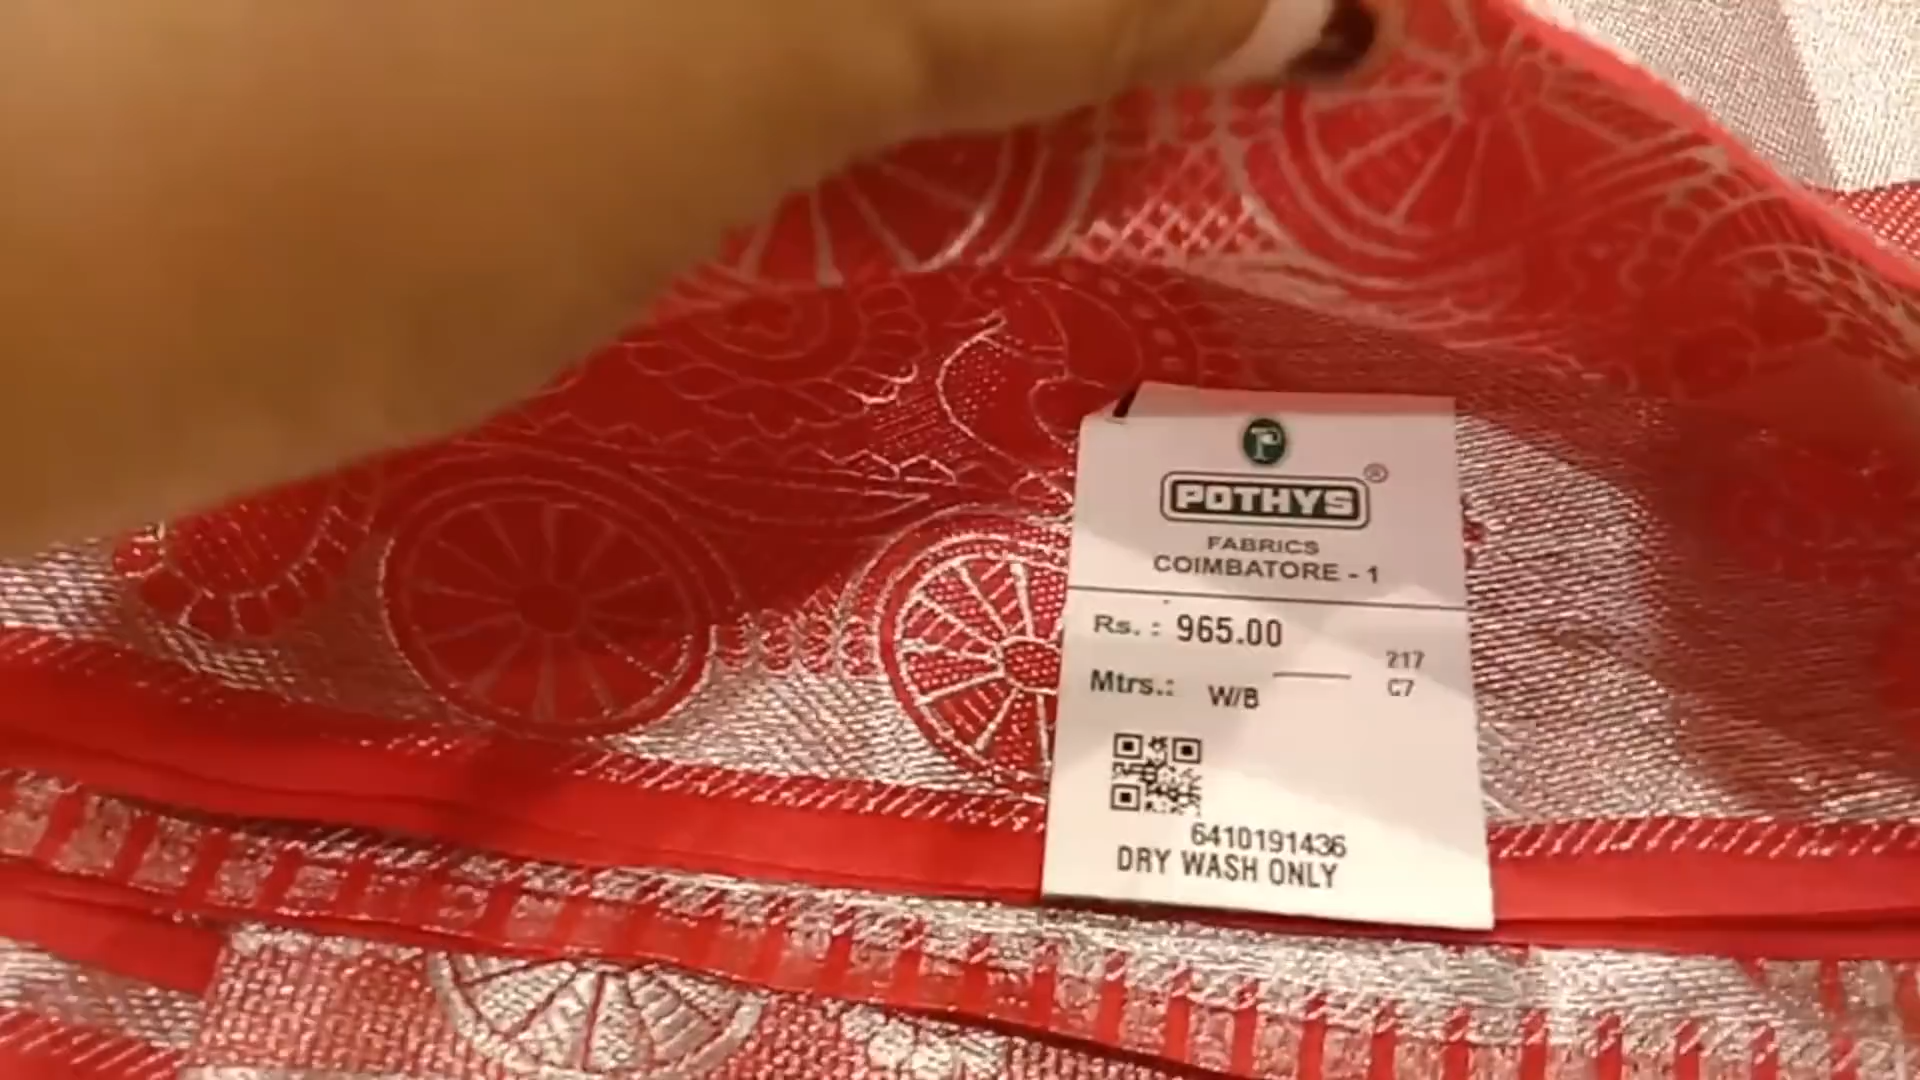 P
POTHYS®
FABRICS
COIMBATORE - 1
Rs. : 965.00
217
Mtrs.: W/B
C7
6410191436
DRY WASH ONLY